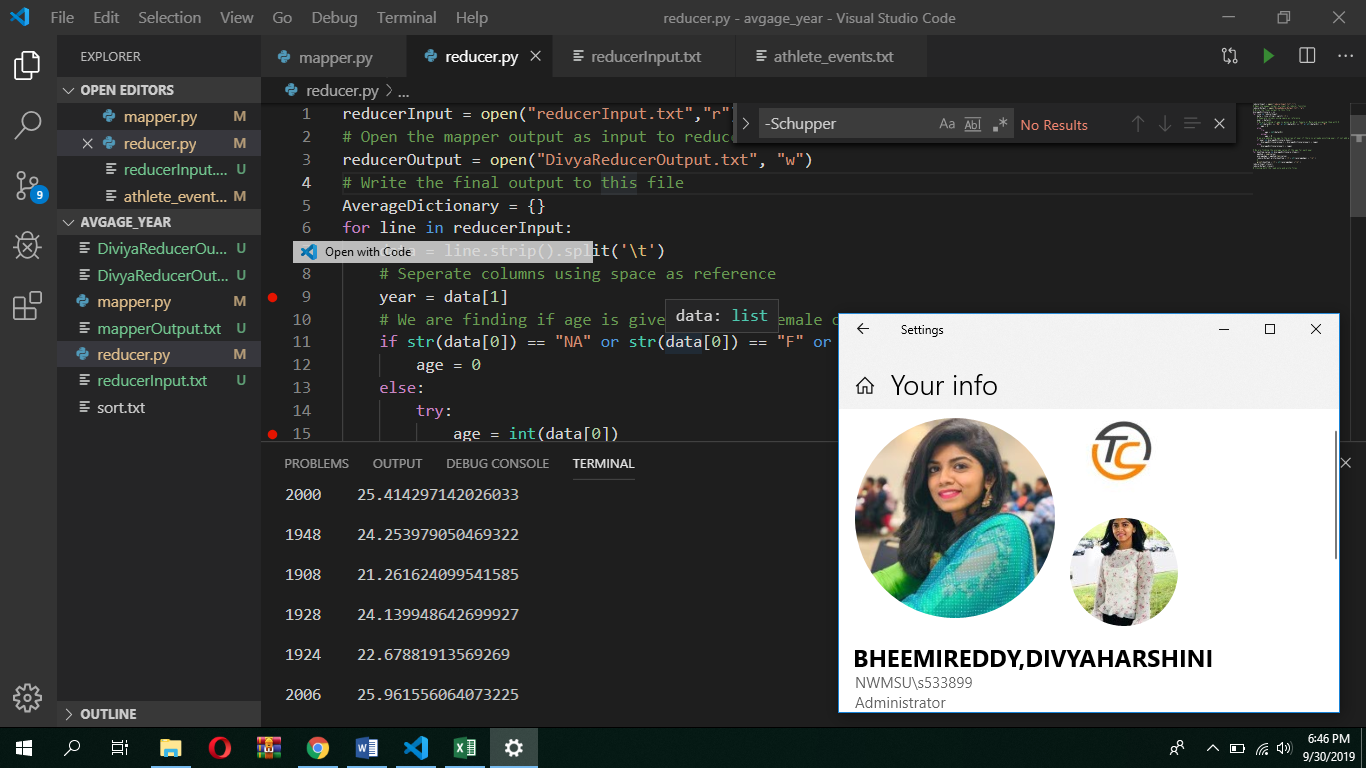 File Edit Selection View Go Debug Terminal Help
reducer.py - avgage_year - Visual Studio Code
EXPLORER
OPEN EDITORS
mapper.py M
reducer.py M
reducerInput.... U
athlete_event... M
AVGAGE_YEAR
DiviyaReducerOu... U
DivyaReducerOut... U
mapper.py M
mapperOutput.txt U
reducer.py M
reducerInput.txt U
sort.txt
OUTLINE
9
mapper.py
reducer.py
reducerInput.txt
athlete_events.txt
reducer.py > ...
-Schupper
Aa Abl .*
No Results
1 reducerInput = open("reducerInput.txt","r"
2 # Open the mapper output as input to reduc
3 reducerOutput = open("DivyaReducerOutput.txt", "w")
4 # Write the final output to this file
5 AverageDictionary = {}
6 for line in reducerInput:
Open with Code
= line.strip().split('\t')
8 # Seperate columns using space as reference
9 year = data[1]
data: list
10 # We are finding if age is give emale
11 if str(data[0]) == "NA" or str(data[0]) == "F" or
12 age = 0
13 else:
14 try:
15 age = int(data[0])
PROBLEMS OUTPUT DEBUG CONSOLE TERMINAL
2000 25.414297142026033
1948 24.253979050469322
1908 21.261624099541585
1928 24.139948642699927
1924 22.67881913569269
2006 25.961556064073225
Settings
Your info
TC
BHEEMIREDDY,DIVYAHARSHINI
NWMSU\s533899
Administrator
6:46 PM
9/30/2019